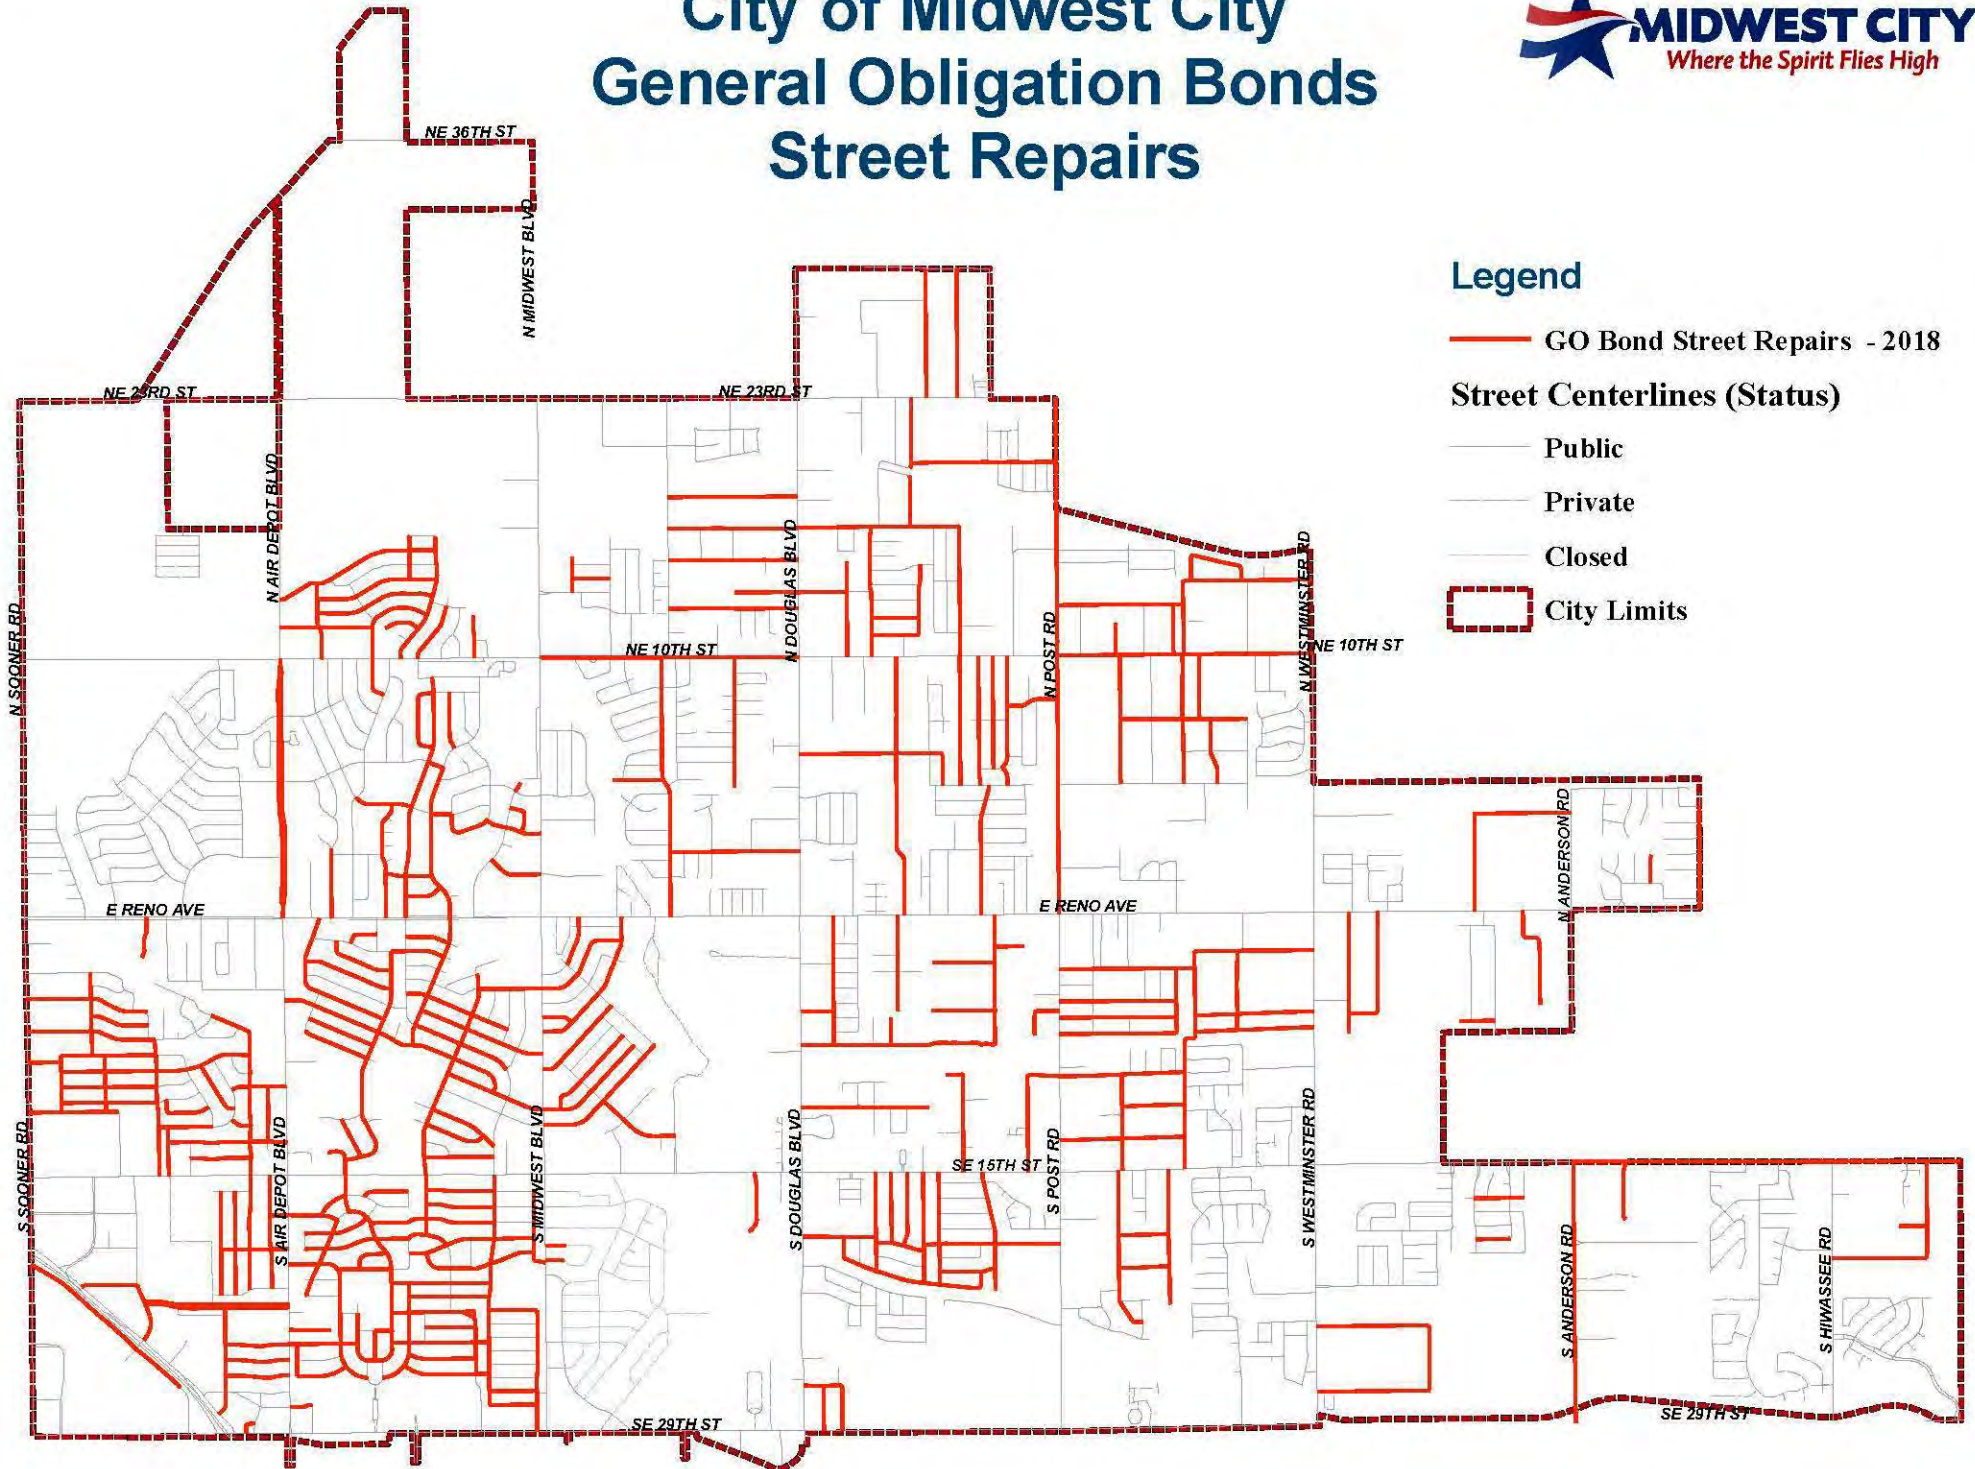 City of Midwest City
General Obligation Bonds
Street Repairs
MIDWEST CITY
Where the Spirit Flies High
Legend
GO Bond Street Repairs - 2018
Street Centerlines (Status)
Public
Private
Closed
City Limits
NE 36TH ST
N MIDWEST BLVD
NE 23RD ST
NE 23RD ST
N AIR DEPOT BLVD
N DOUGLAS BLVD
N SOONER RD
N POST RD
N WESTMINSTER RD
NE 10TH ST
NE 10TH ST
N ANDERSON RD
E RENO AVE
E RENO AVE
S SOONER RD
S AIR DEPOT BLVD
S MIDWEST BLVD
S DOUGLAS BLVD
SE 15TH ST
S POST RD
S WESTMINSTER RD
S ANDERSON RD
S HIWASSEE RD
SE 29TH ST
SE 29TH ST